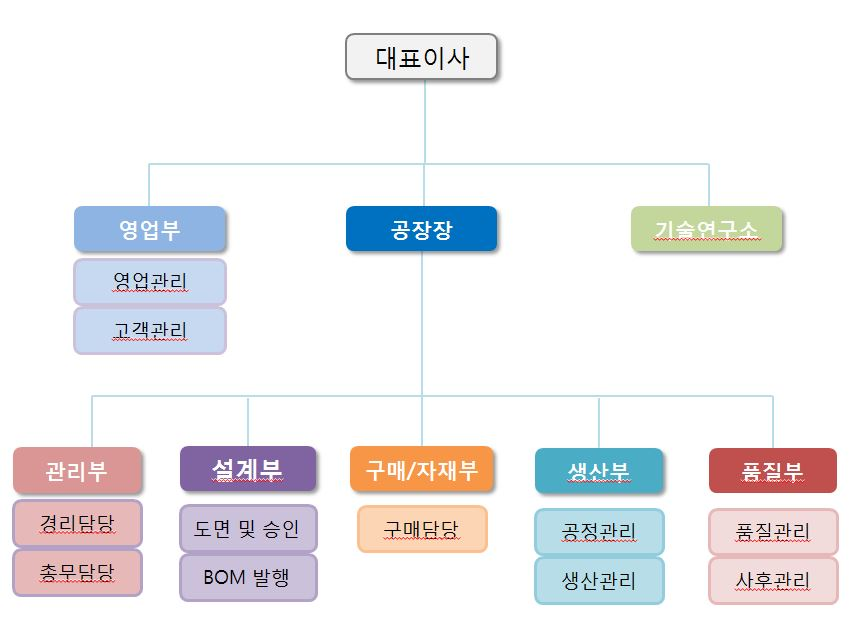 대표이사
영업부
공장장
기술연구소
영업관리
고객관리
관리부
설계부
구매/자재부
생산부
품질부
경리담당
도면 및 승인
구매담당
공정관리
품질관리
총무담당
BOM 발행
생산관리
사후관리